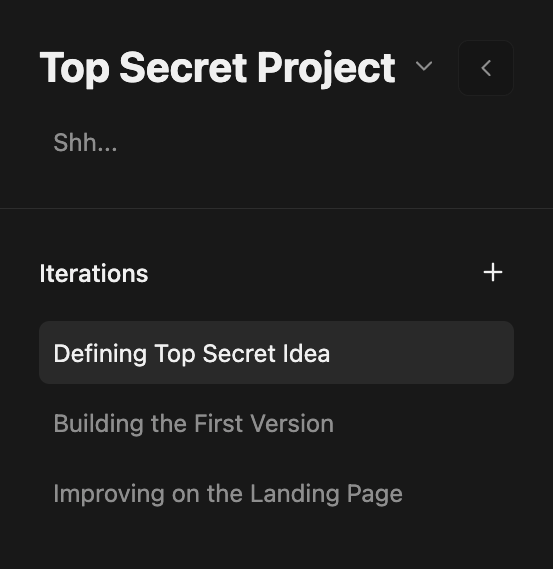 Top Secret Project
Shh...
Iterations
Defining Top Secret Idea
Building the First Version
Improving on the Landing Page